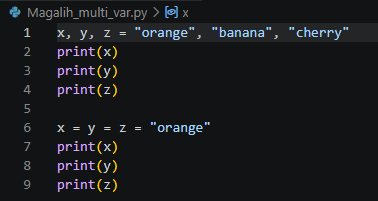 Magalih_multi_var.py > x
1 x, y, z = "orange", "banana", "cherry"
2 print(x)
3 print(y)
4 print(z)
5
6 x = y = z = "orange"
7 print(x)
8 print(y)
9 print(z)